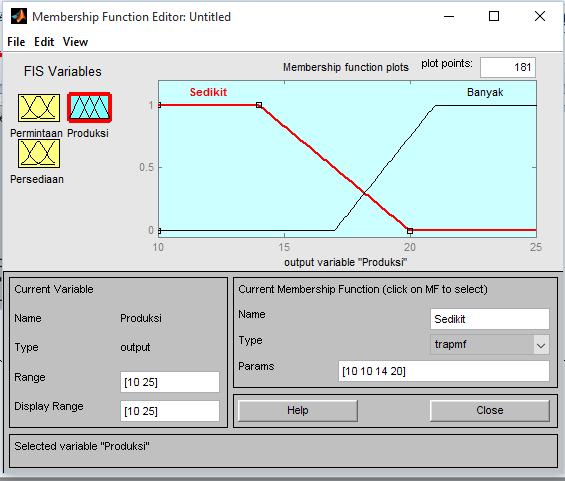 Membership Function Editor: Untitled
File Edit View
FIS Variables
Permintaan Produksi
Persediaan
Membership function plots plot points: 181
Sedikit Banyak
1
0.5
0
10 15 20 25
output variable "Produksi"
Current Variable
Name Produksi
Type output
Range [10 25]
Display Range [10 25]
Current Membership Function (click on MF to select)
Name Sedikit
Type trapmf
Params [10 10 14 20]
Help Close
Selected variable "Produksi"